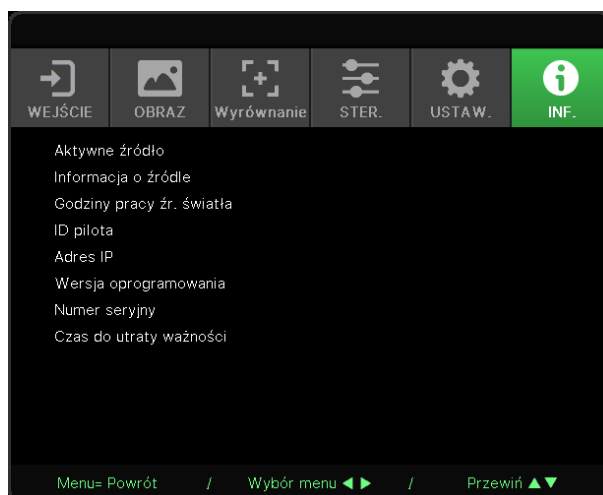 WEJŚCIE OBRAZ Wyrównanie STER. USTAW. INF.
Aktywne źródło
Informacja o źródle
Godziny pracy źr. światła
ID pilota
Adres IP
Wersja oprogramowania
Numer seryjny
Czas do utraty ważności
Menu= Powrót / Wybór menu ◀ ▶ / Przewiń ▲▼